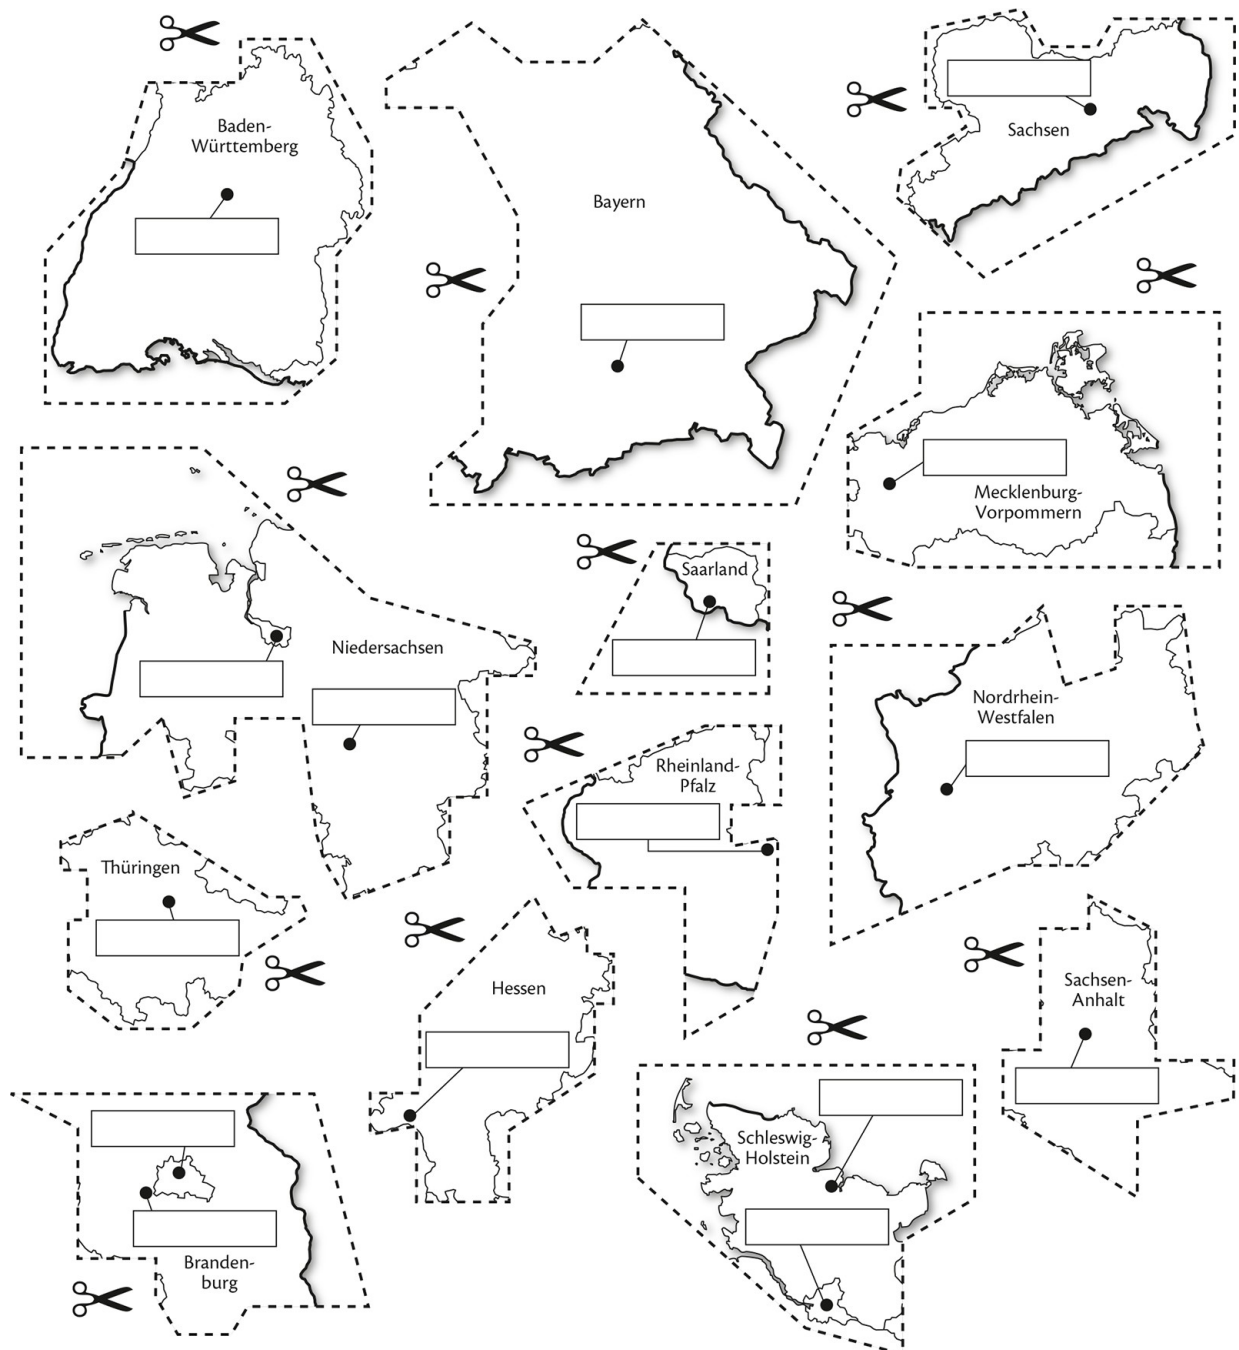 Baden-
Württemberg
Bayern
Sachsen
Mecklenburg-
Vorpommern
Saarland
Niedersachsen
Nordrhein-
Westfalen
Rheinland-
Pfalz
Thüringen
Hessen
Sachsen-
Anhalt
Schleswig-
Holstein
Branden-
burg